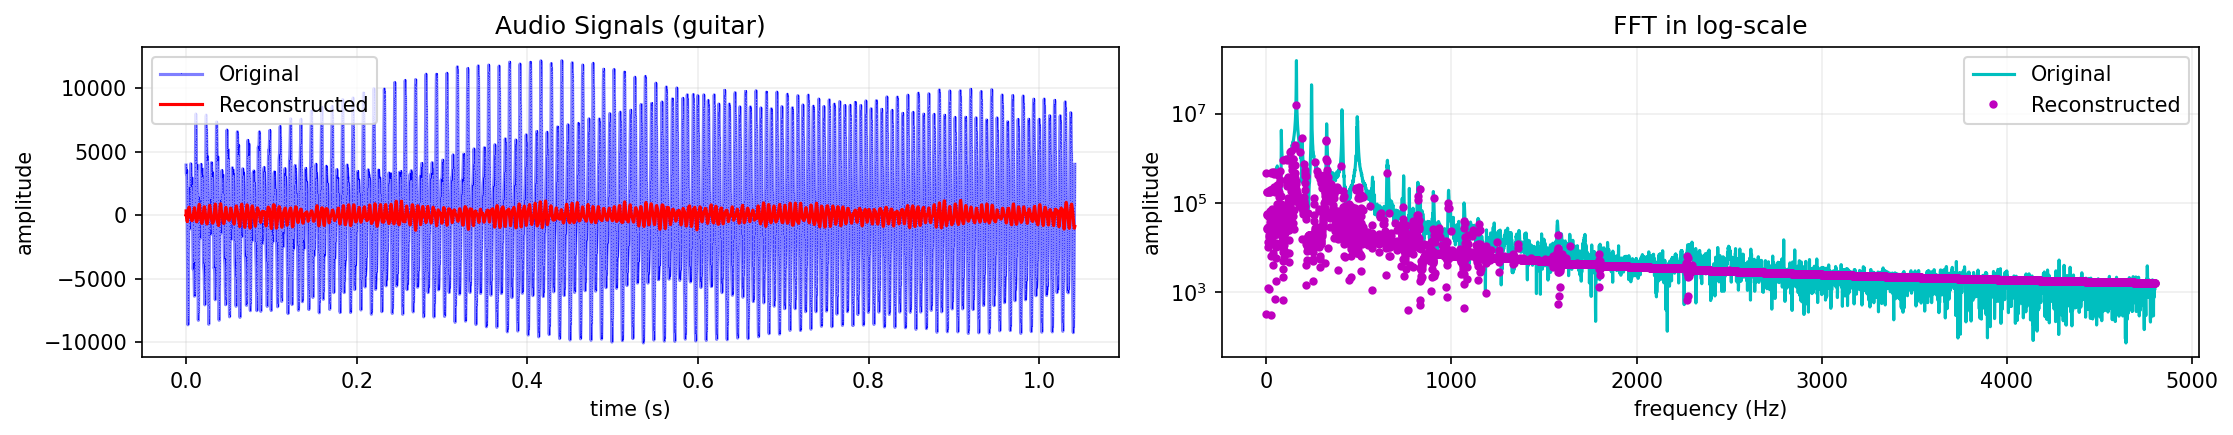 Audio Signals (guitar)
Original
Reconstructed
10000
5000
0
−5000
−10000
amplitude
0.0 0.2 0.4 0.6 0.8 1.0
time (s)
FFT in log-scale
Original
Reconstructed
10⁷
10⁵
10³
amplitude
0 1000 2000 3000 4000 5000
frequency (Hz)